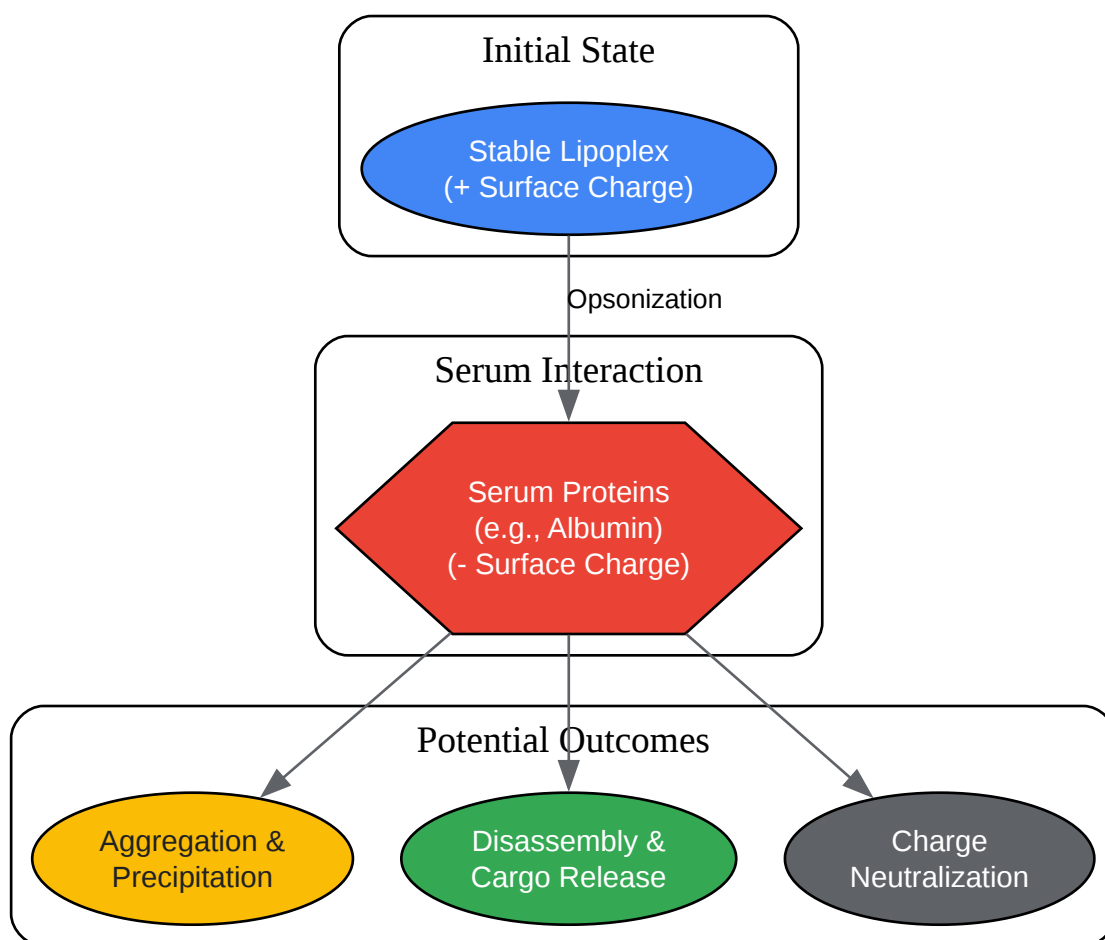 Initial State
Stable Lipoplex
(+ Surface Charge)
Opsonization
Serum Interaction
Serum Proteins
(e.g., Albumin)
(- Surface Charge)
Potential Outcomes
Aggregation &
Precipitation
Disassembly &
Cargo Release
Charge
Neutralization